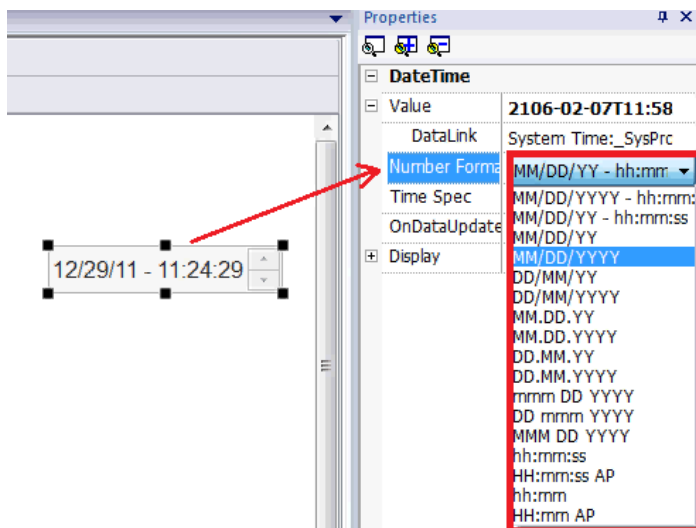 Properties
DateTime
Value 2106-02-07T11:58
DataLink System Time:_SysPrc
Number Forma MM/DD/YY - hh:mm
Time Spec
OnDataUpdate
Display
12/29/11 - 11:24:29
MM/DD/YYYY - hh:mm:
MM/DD/YY - hh:mm:ss
MM/DD/YY
MM/DD/YYYY
DD/MM/YY
DD/MM/YYYY
MM.DD.YY
MM.DD.YYYY
DD.MM.YY
DD.MM.YYYY
mmm DD YYYY
DD mmm YYYY
MMM DD YYYY
hh:mm:ss
HH:mm:ss AP
hh:mm
HH:mm AP